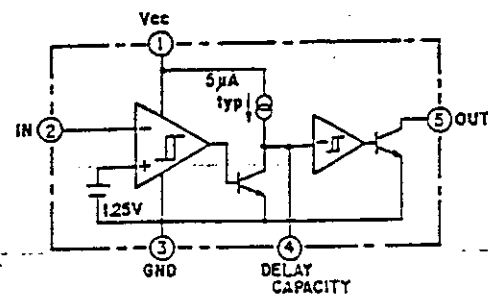 Vcc
1
5μA
typ
IN 2
5 OUT
-
+
-
1.25V
3
4
GND
DELAY
CAPACITY